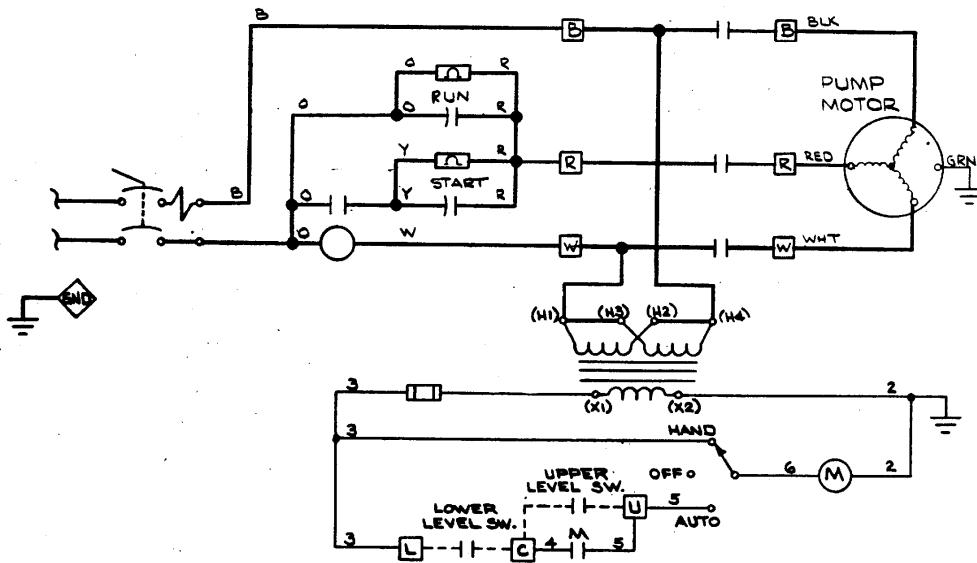 B
B
B
BLK
O
R
RUN
O
R
O
PUMP
MOTOR
Y
R
START
R
R
RED
GRN
B
O
Y
R
O
W
W
W
WHT
GND
(H1)
(H3)
(H2)
(H4)
3
(X1)
(X2)
2
3
HAND
6
M
2
UPPER
LEVEL SW.
OFF
LOWER
LEVEL SW.
U
5
AUTO
3
L
C
4
M
5